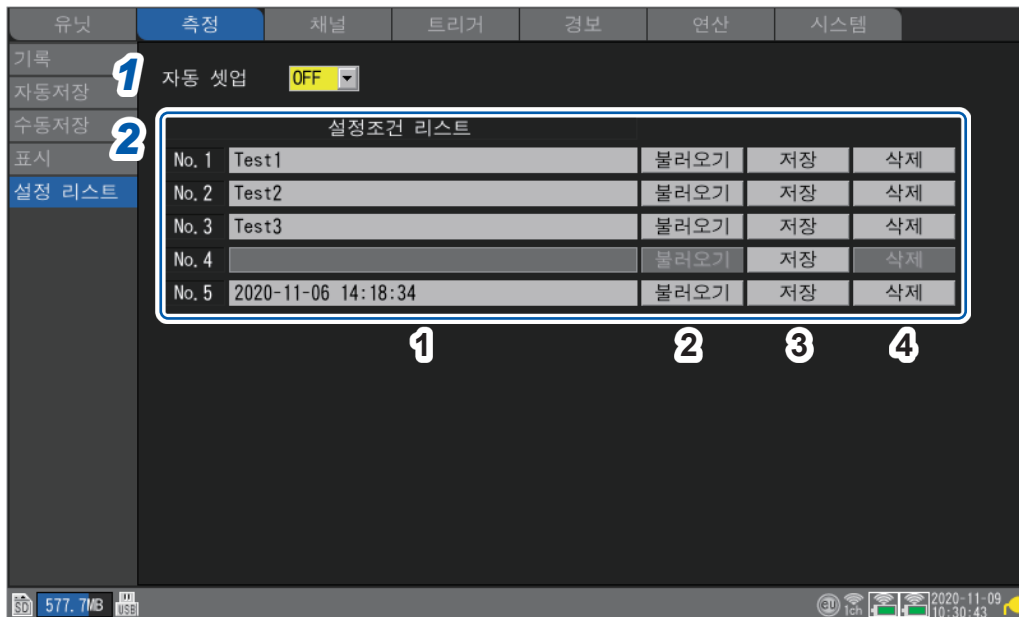 유닛 측정 채널 트리거 경보 연산 시스템
기록
자동저장
수동저장
표시
설정 리스트
1 자동 셋업 OFF
2 설정조건 리스트
No. 1 Test1 불러오기 저장 삭제
No. 2 Test2 불러오기 저장 삭제
No. 3 Test3 불러오기 저장 삭제
No. 4 불러오기 저장 삭제
No. 5 2020-11-06 14:18:34 불러오기 저장 삭제
1 2 3 4
SD 577.7MB USB eU 1ch 2020-11-09
10:30:43